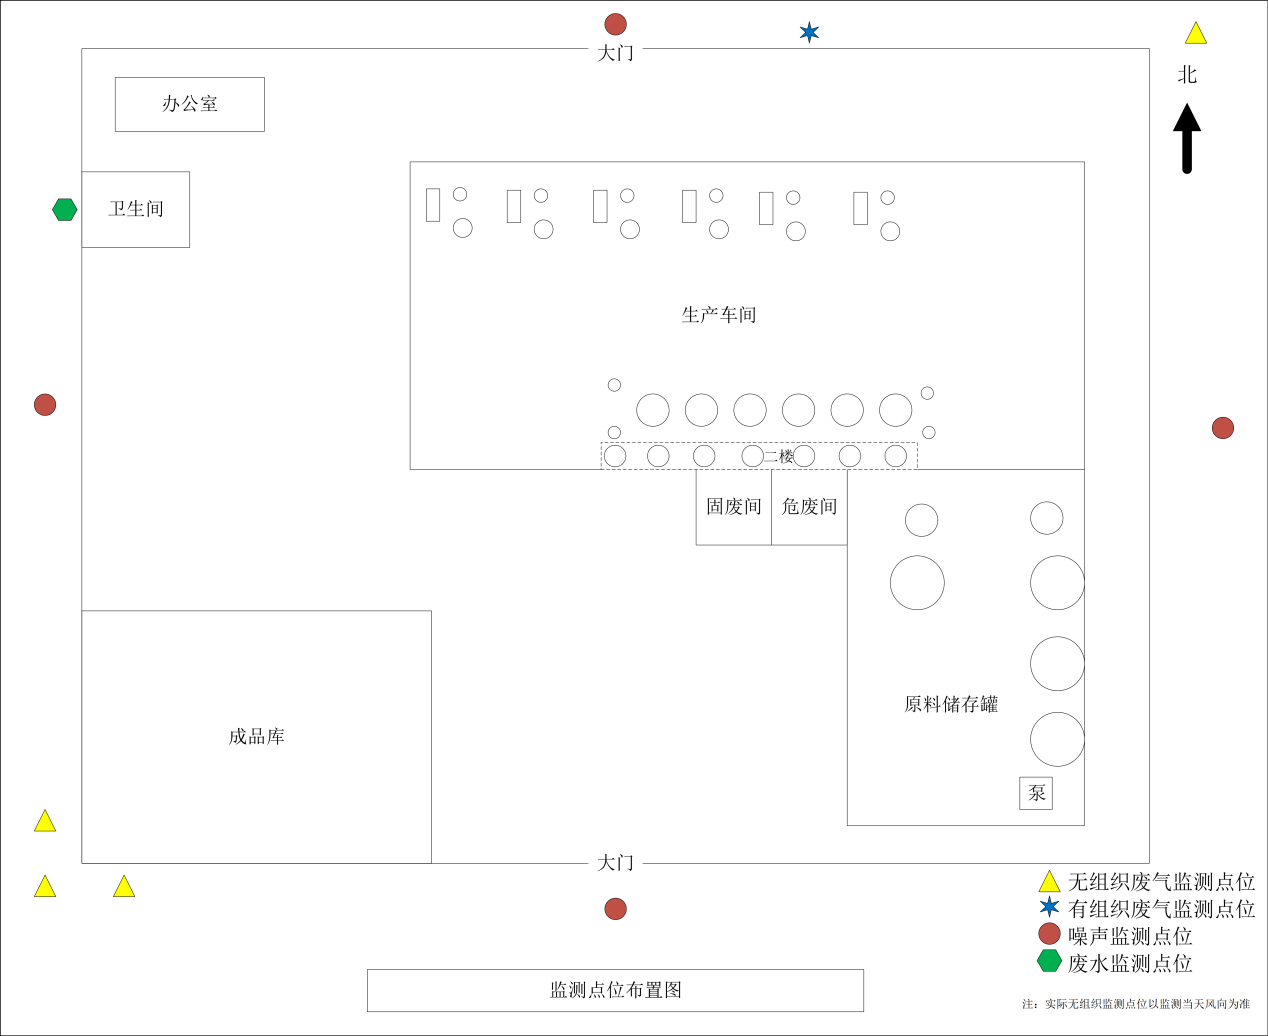 大门
北
办公室
卫生间
生产车间
二楼
固废间
危废间
原料储存罐
成品库
泵
大门
无组织废气监测点位
有组织废气监测点位
噪声监测点位
废水监测点位
监测点位布置图
注：实际无组织监测点位以监测当天风向为准